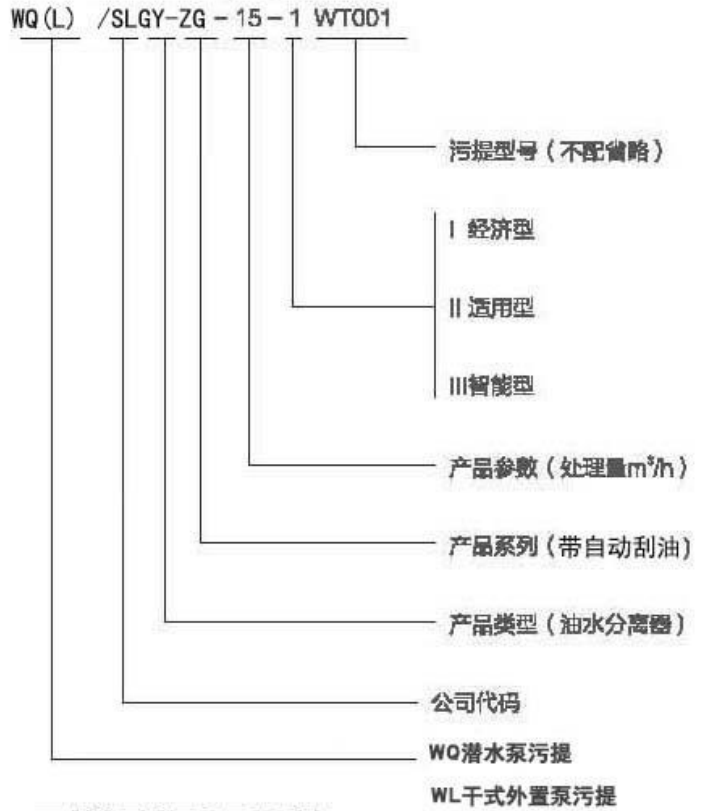 WQ(L) /SLGY-ZG-15-1 WT001
污提型号(不配省略)
I 经济型
II 适用型
III智能型
产品参数(处理量m³/h)
产品系列(带自动刮油)
产品类型(油水分离器)
公司代码
WQ潜水泵污提
WL干式外置泵污提